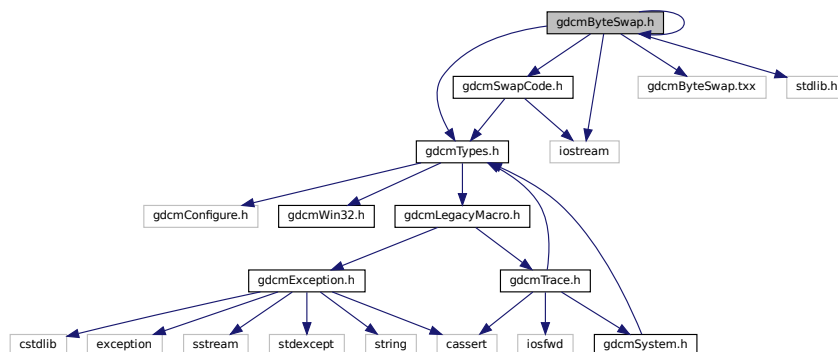 gdcmByteSwap.h
gdcmSwapCode.h
gdcmByteSwap.txx
stdlib.h
gdcmTypes.h
iostream
gdcmConfigure.h
gdcmWin32.h
gdcmLegacyMacro.h
gdcmException.h
gdcmTrace.h
cstdlib
exception
sstream
stdexcept
string
cassert
iosfwd
gdcmSystem.h